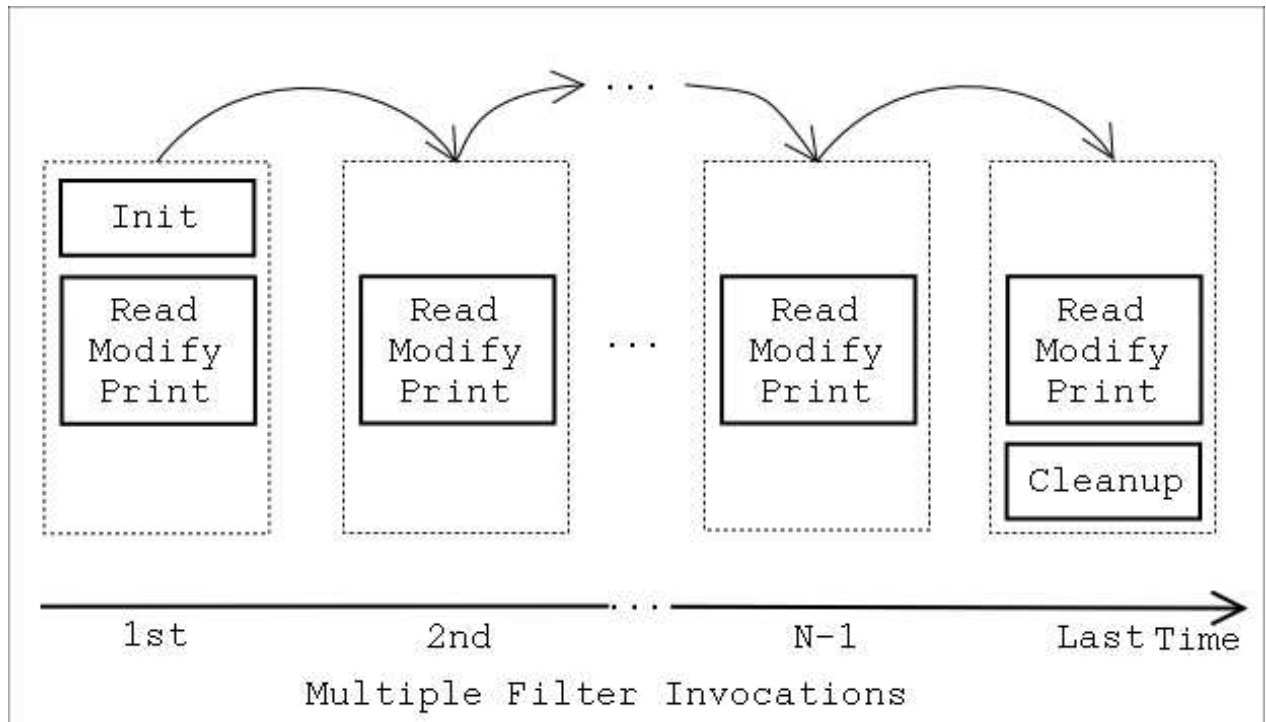 . . .
Init
Read
Modify
Print
Read
Modify
Print
. . .
Read
Modify
Print
Read
Modify
Print
Cleanup
. . .
1st 2nd N-1 Last Time
Multiple Filter Invocations